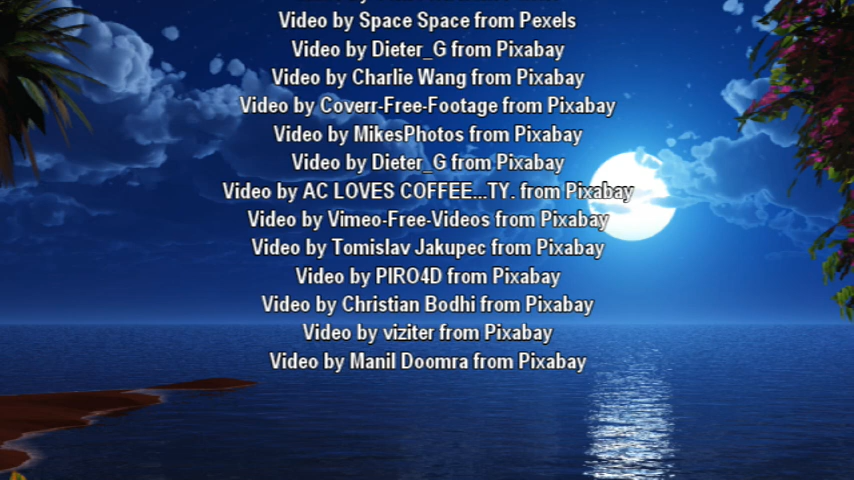 Video by Space Space from Pexels
Video by Dieter_G from Pixabay
Video by Charlie Wang from Pixabay
Video by Coverr-Free-Footage from Pixabay
Video by MikesPhotos from Pixabay
Video by Dieter_G from Pixabay
Video by AC LOVES COFFEE...TY. from Pixabay
Video by Vimeo-Free-Videos from Pixabay
Video by Tomislav Jakupec from Pixabay
Video by PIRO4D from Pixabay
Video by Christian Bodhi from Pixabay
Video by viziter from Pixabay
Video by Manil Doomra from Pixabay